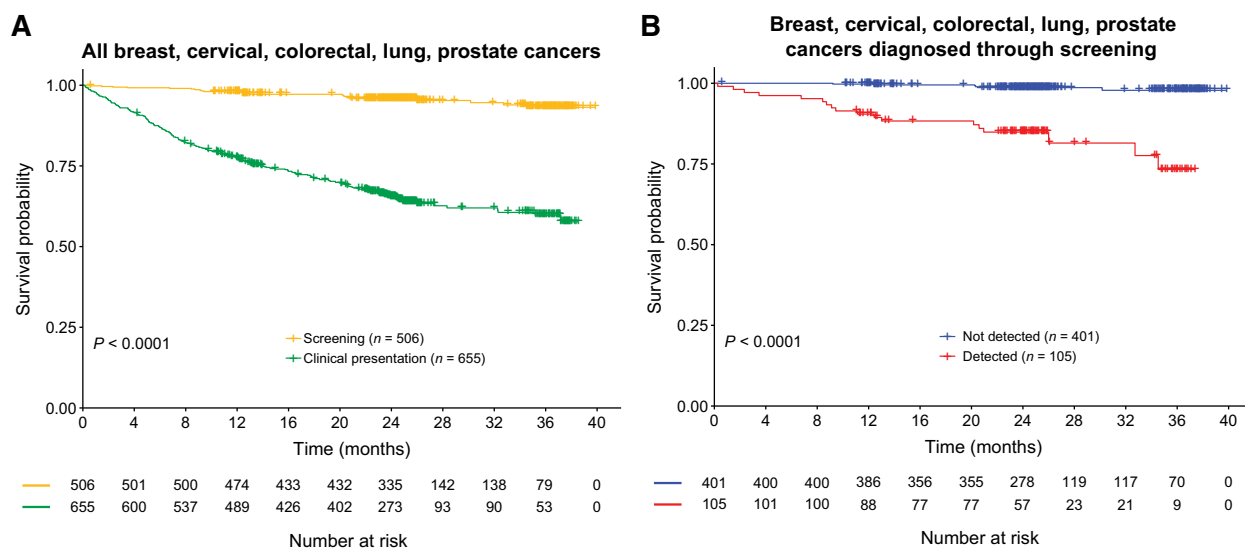 A
All breast, cervical, colorectal, lung, prostate cancers
1.00
0.75
0.50
0.25
0.00
Survival probability
P < 0.0001
Screening (n = 506)
Clinical presentation (n = 655)
0 4 8 12 16 20 24 28 32 36 40
Time (months)
506 501 500 474 433 432 335 142 138 79 0
655 600 537 489 426 402 273 93 90 53 0
Number at risk
B
Breast, cervical, colorectal, lung, prostate
cancers diagnosed through screening
1.00
0.75
0.50
0.25
0.00
Survival probability
P < 0.0001
Not detected (n = 401)
Detected (n = 105)
0 4 8 12 16 20 24 28 32 36 40
Time (months)
401 400 400 386 356 355 278 119 117 70 0
105 101 100 88 77 77 57 23 21 9 0
Number at risk